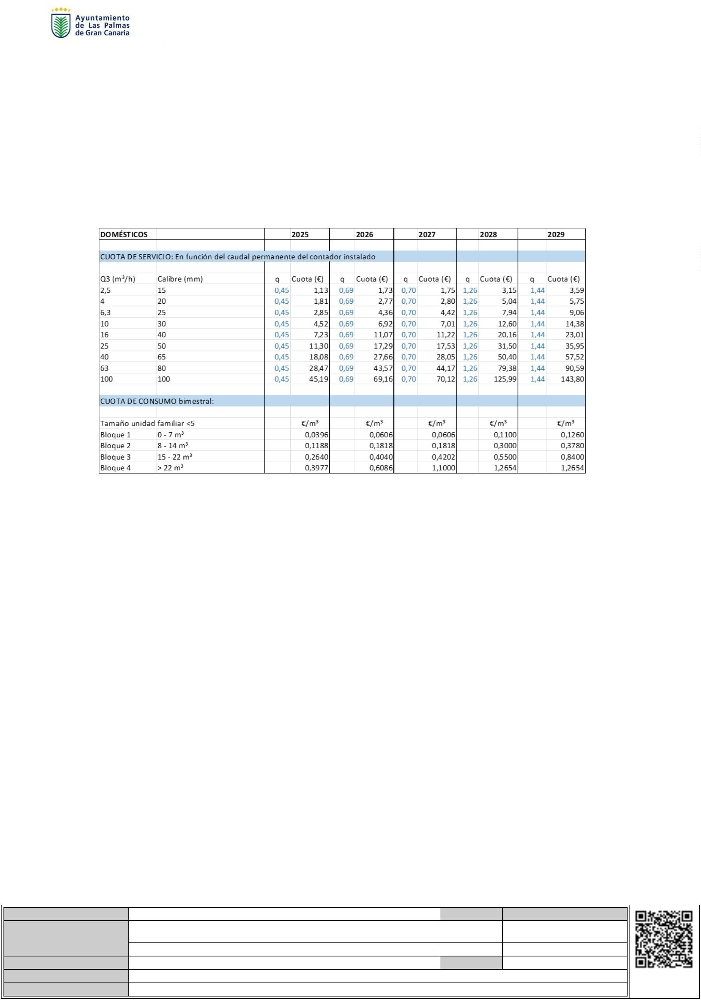 Ayuntamiento
de Las Palmas
de Gran Canaria
DOMÉSTICOS 2025 2026 2027 2028 2029
CUOTA DE SERVICIO: En función del caudal permanente del contador instalado
Q3 (m³/h) Calibre (mm) q Cuota (€) q Cuota (€) q Cuota (€) q Cuota (€) q Cuota (€)
2,5 15 0,45 1,13 0,69 1,73 0,70 1,75 1,26 3,15 1,44 3,59
4 20 0,45 1,81 0,69 2,77 0,70 2,80 1,26 5,04 1,44 5,75
6,3 25 0,45 2,85 0,69 4,36 0,70 4,42 1,26 7,94 1,44 9,06
10 30 0,45 4,52 0,69 6,92 0,70 7,01 1,26 12,60 1,44 14,38
16 40 0,45 7,23 0,69 11,07 0,70 11,22 1,26 20,16 1,44 23,01
25 50 0,45 11,30 0,69 17,29 0,70 17,53 1,26 31,50 1,44 35,95
40 65 0,45 18,08 0,69 27,66 0,70 28,05 1,26 50,40 1,44 57,52
63 80 0,45 28,47 0,69 43,57 0,70 44,17 1,26 79,38 1,44 90,59
100 100 0,45 45,19 0,69 69,16 0,70 70,12 1,26 125,99 1,44 143,80
CUOTA DE CONSUMO bimestral:
Tamaño unidad familiar <5 €/m³ €/m³ €/m³ €/m³ €/m³
Bloque 1 0 - 7 m³ 0,0396 0,0606 0,0606 0,1100 0,1260
Bloque 2 8 - 14 m³ 0,1188 0,1818 0,1818 0,3000 0,3780
Bloque 3 15 - 22 m³ 0,2640 0,4040 0,4202 0,5500 0,8400
Bloque 4 > 22 m³ 0,3977 0,6086 1,1000 1,2654 1,2654